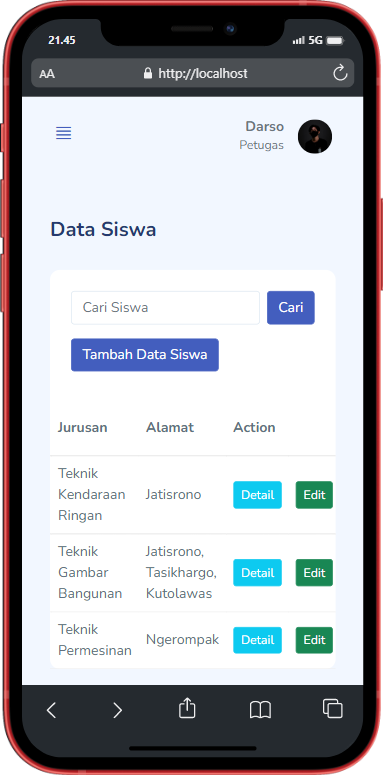 21.45 5G
AA http://localhost
Darso
Petugas
Data Siswa
Cari Siswa Cari
Tambah Data Siswa
Jurusan Alamat Action
Teknik
Kendaraan Jatisrono Detail Edit
Ringan
Teknik Jatisrono,
Gambar Tasikhargo, Detail Edit
Bangunan Kutolawas
Teknik
Permesinan Ngerompak Detail Edit